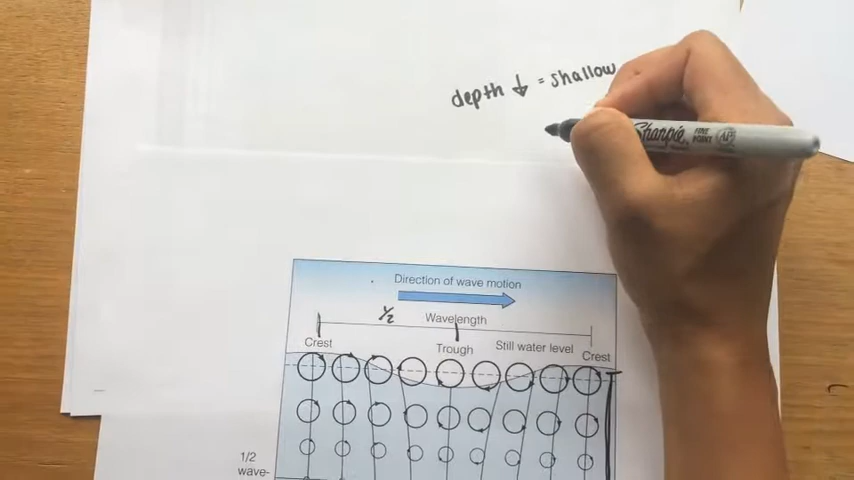 depth ↓ = shallow
Sharpie
FINE POINT
AP
Direction of wave motion
1/2
Wavelength
Crest
Trough
Still water level
Crest
1/2
wave-